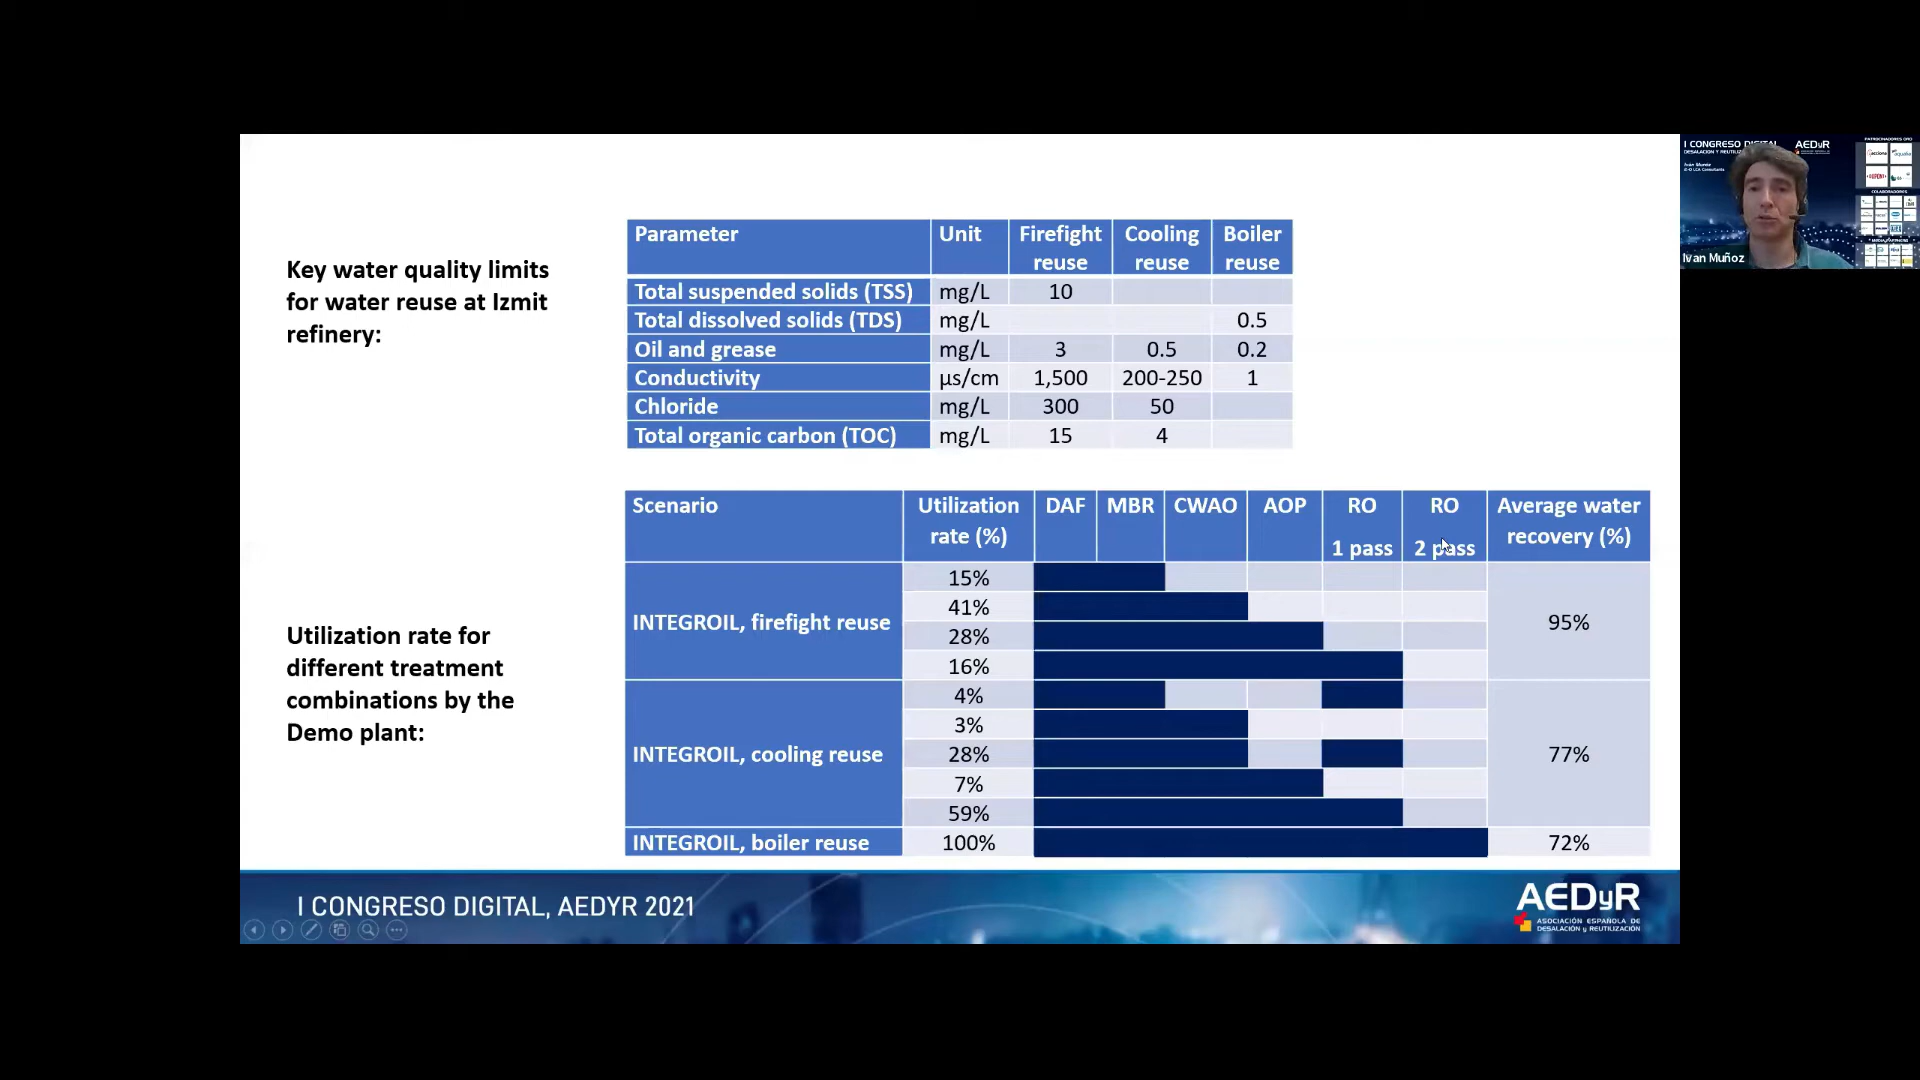 I CONGRESO DIGITAL
AEDyR
Iván Muñoz
Ivan Muñoz
Key water quality limits
for water reuse at Izmit
refinery:
Parameter Unit Firefight reuse Cooling reuse Boiler reuse
Total suspended solids (TSS) mg/L 10
Total dissolved solids (TDS) mg/L 0.5
Oil and grease mg/L 3 0.5 0.2
Conductivity µs/cm 1,500 200-250 1
Chloride mg/L 300 50
Total organic carbon (TOC) mg/L 15 4
Utilization rate for
different treatment
combinations by the
Demo plant:
Scenario Utilization rate (%) DAF MBR CWAO AOP RO 1 pass RO 2 pass Average water recovery (%)
INTEGROIL, firefight reuse 15% 95%
41%
28%
16%
INTEGROIL, cooling reuse 4% 77%
3%
28%
7%
59%
INTEGROIL, boiler reuse 100% 72%
I CONGRESO DIGITAL, AEDYR 2021
AEDyR
ASOCIACIÓN ESPAÑOLA DE
DESALACIÓN y REUTILIZACIÓN